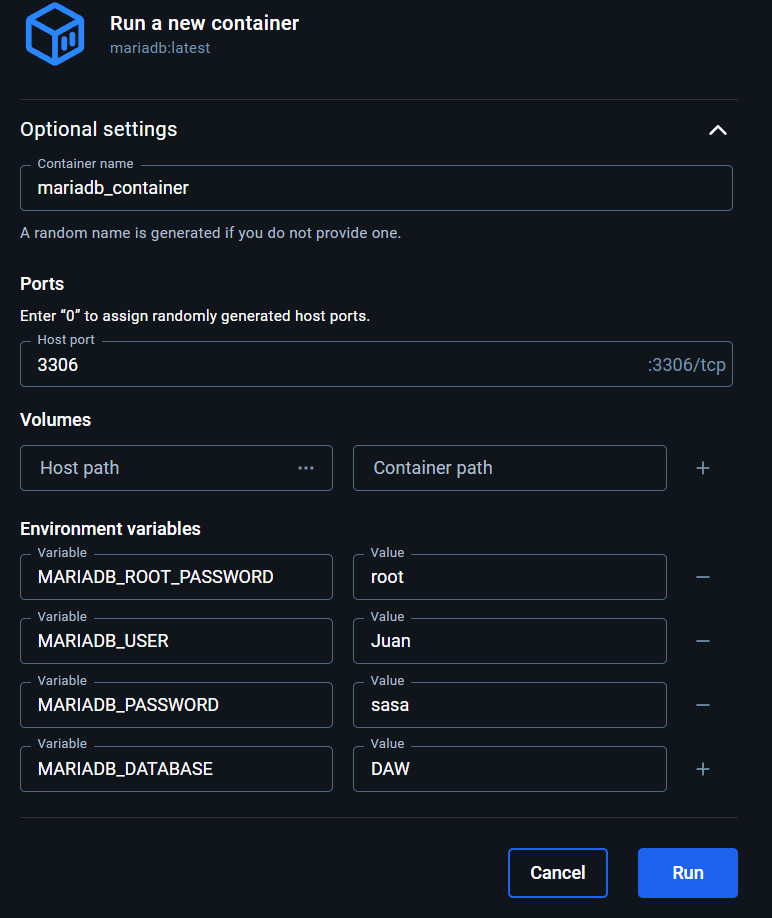 Run a new container
mariadb:latest
Optional settings
Container name
mariadb_container
A random name is generated if you do not provide one.
Ports
Enter “0” to assign randomly generated host ports.
Host port
3306 :3306/tcp
Volumes
Host path ... Container path +
Environment variables
Variable Value
MARIADB_ROOT_PASSWORD root −
Variable Value
MARIADB_USER Juan −
Variable Value
MARIADB_PASSWORD sasa −
Variable Value
MARIADB_DATABASE DAW +
Cancel Run